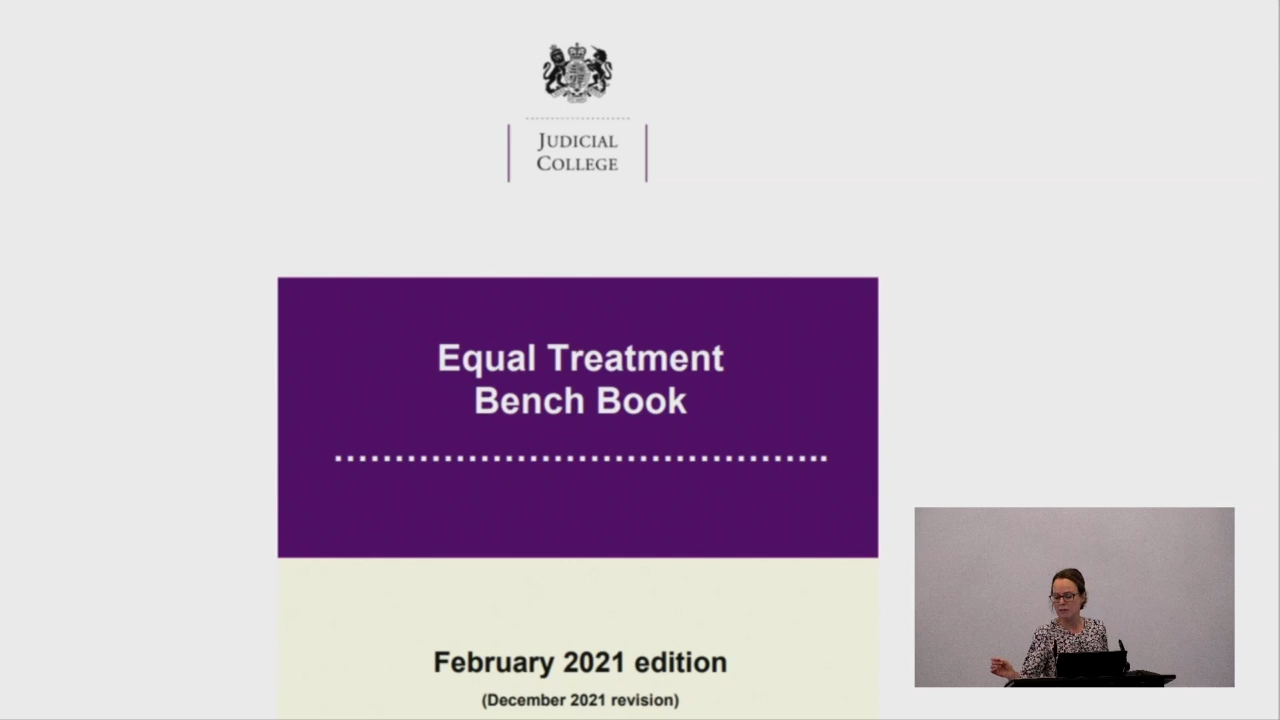 JUDICIAL
COLLEGE
Equal Treatment
Bench Book
February 2021 edition
(December 2021 revision)